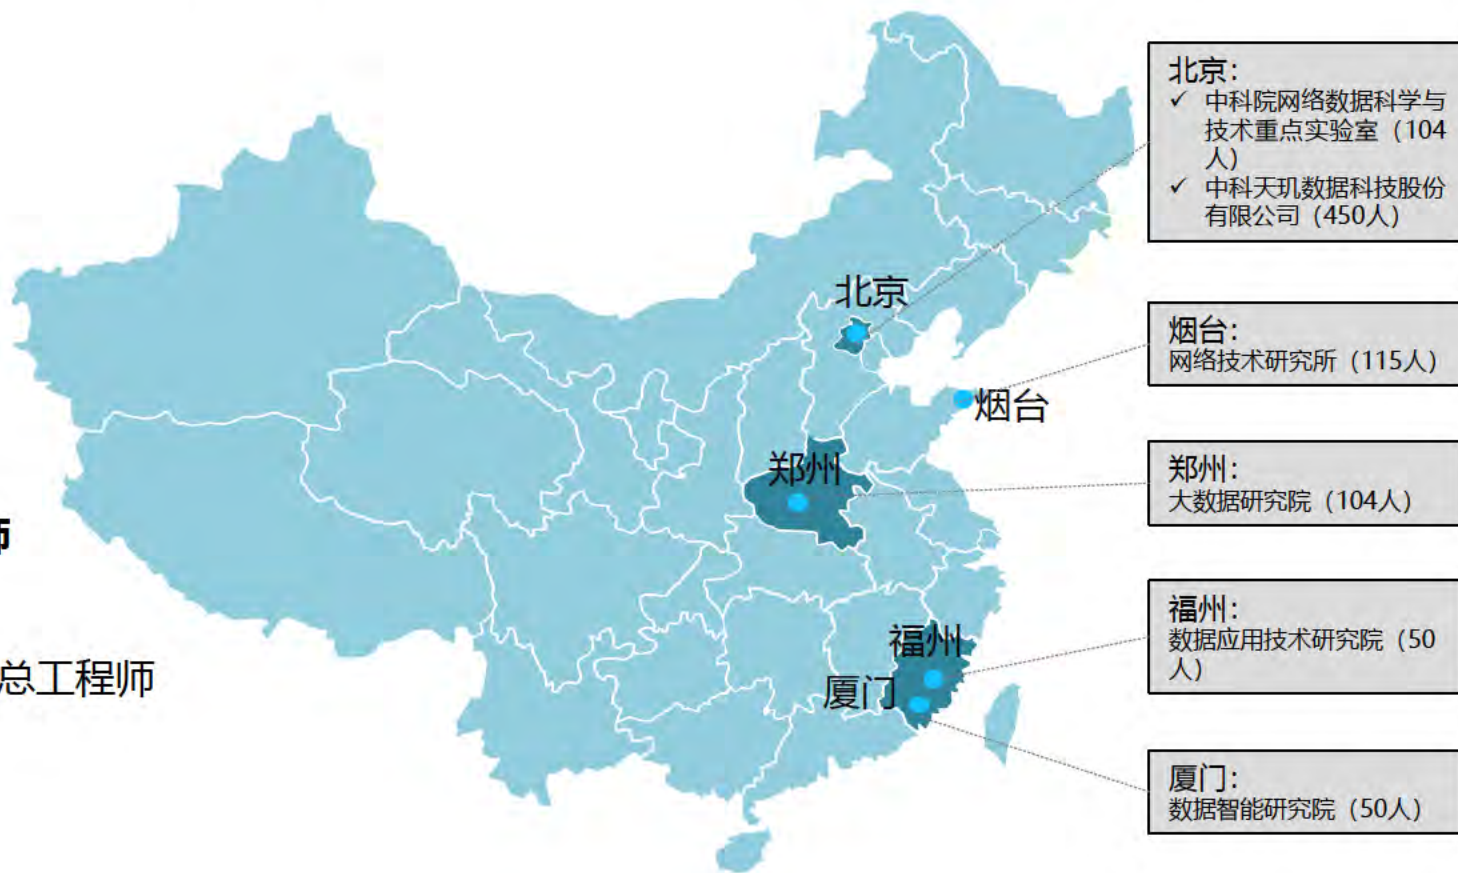 北京：
✓ 中科院网络数据科学与
技术重点实验室（104
人）
✓ 中科天玑数据科技股份
有限公司（450人）
北京
烟台：
网络技术研究所（115人）
烟台
郑州：
大数据研究院（104人）
郑州
师
福州：
数据应用技术研究院（50
人）
福州
总工程师
厦门
厦门：
数据智能研究院（50人）